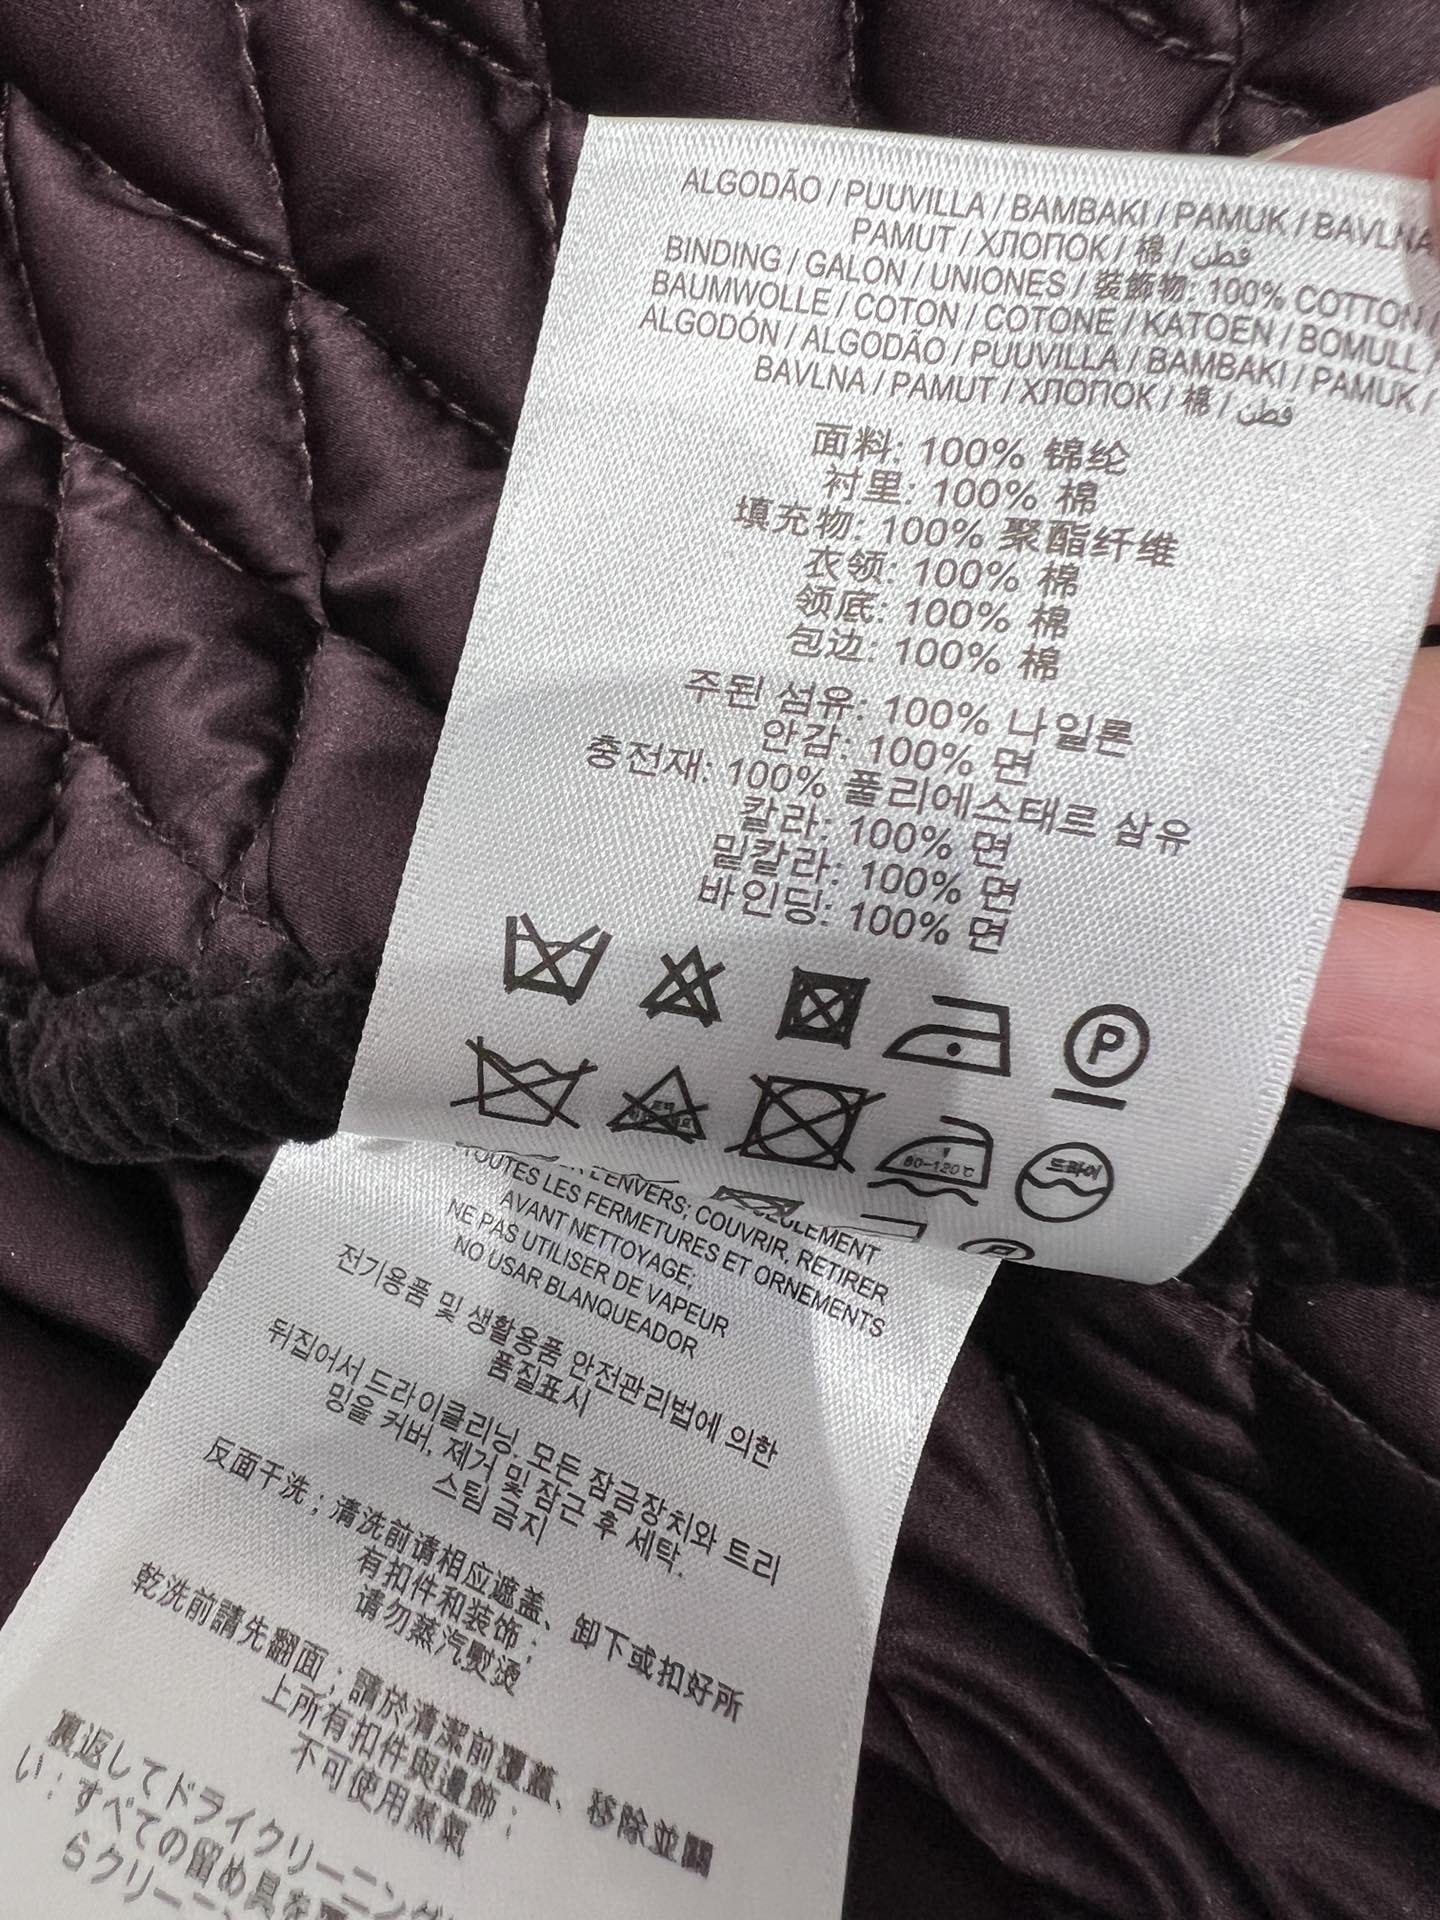 ALGODÃO / PUUVILLA / BAMBAKI / PAMUK / BAVLNA
PAMUT / ХЛОПОК / 棉 / قطن
BINDING / GALON / UNIONES / 装飾物: 100% COTTON /
BAUMWOLLE / COTON / COTONE / KATOEN / BOMULL /
ALGODÓN / ALGODÃO / PUUVILLA / BAMBAKI / PAMUK /
BAVLNA / PAMUT / ХЛОПОК / 棉 / قطن
面料: 100% 锦纶
衬里: 100% 棉
填充物: 100% 聚酯纤维
衣领: 100% 棉
领底: 100% 棉
包边: 100% 棉
주된 섬유: 100% 나일론
안감: 100% 면
충전재: 100% 폴리에스테르 섬유
칼라: 100% 면
밑칼라: 100% 면
바인딩: 100% 면
P
80~120℃
드라이
L'ENVERS; COUVRIR, RETIRER
TOUTES LES FERMETURES ET ORNEMENTS
AVANT NETTOYAGE;
NE PAS UTILISER DE VAPEUR
NO USAR BLANQUEADOR
전기용품 및 생활용품 안전관리법에 의한
품질표시
뒤집어서 드라이클리닝. 모든 잠금장치와 트리
밍을 커버, 제거 및 잠근 후 세탁.
스팀 금지
反面干洗；清洗前请相应遮盖、卸下或扣好所
有扣件和装饰；
请勿蒸汽熨烫
乾洗前請先翻面；請於清潔前覆蓋、移除並關
上所有扣件與邊飾；
不可使用蒸氣
裏返してドライクリーニング
い；すべての留め具を
らクリー